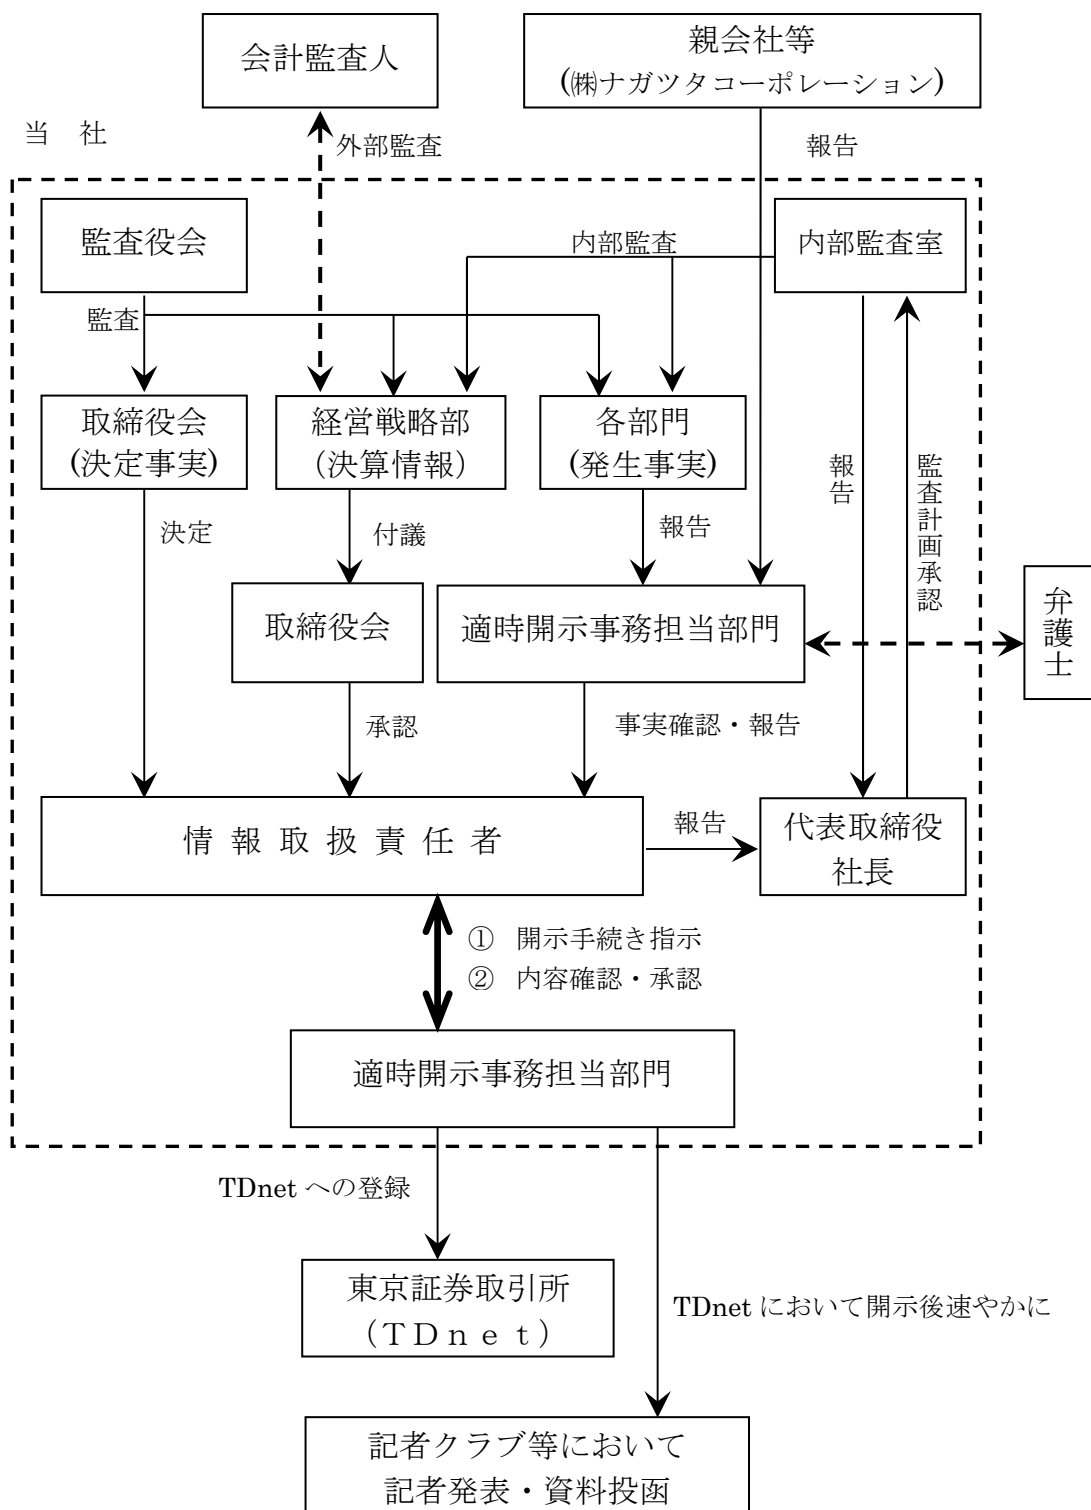 会計監査人
親会社等
(㈱ナガツタコーポレーション)
当　社
外部監査
報告
監査役会
内部監査
内部監査室
監査
取締役会
(決定事実)
経営戦略部
（決算情報）
各部門
(発生事実)
報告
監査計画承認
決定
付議
報告
弁護士
取締役会
適時開示事務担当部門
承認
事実確認・報告
情 報 取 扱 責 任 者
報告
代表取締役
社長
①　開示手続き指示
②　内容確認・承認
適時開示事務担当部門
TDnet への登録
東京証券取引所
（ＴＤｎｅｔ）
TDnet において開示後速やかに
記者クラブ等において
記者発表・資料投函